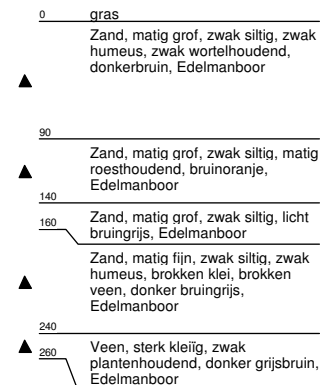 0 gras
Zand, matig grof, zwak siltig, zwak
humeus, zwak wortelhoudend,
donkerbruin, Edelmanboor
90
Zand, matig grof, zwak siltig, matig
roesthoudend, bruinoranje,
Edelmanboor
140
Zand, matig grof, zwak siltig, licht
160
bruingrijs, Edelmanboor
Zand, matig fijn, zwak siltig, zwak
humeus, brokken klei, brokken
veen, donker bruingrijs,
Edelmanboor
240
Veen, sterk kleiïg, zwak
260
plantenhoudend, donker grijsbruin,
Edelmanboor